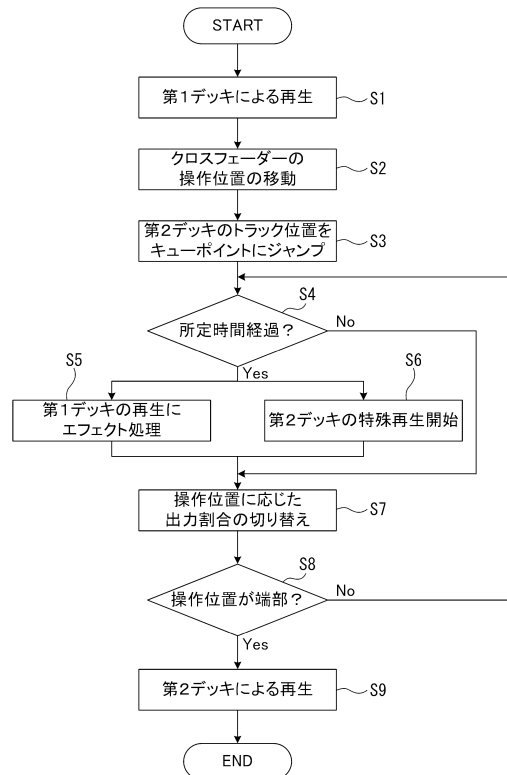 START
第1デッキによる再生
S1
クロスフェーダーの
操作位置の移動
S2
第2デッキのトラック位置を
キューポイントにジャンプ
S3
S4
所定時間経過？
No
Yes
S5
第1デッキの再生に
エフェクト処理
S6
第2デッキの特殊再生開始
操作位置に応じた
出力割合の切り替え
S7
S8
操作位置が端部？
No
Yes
第2デッキによる再生
S9
END